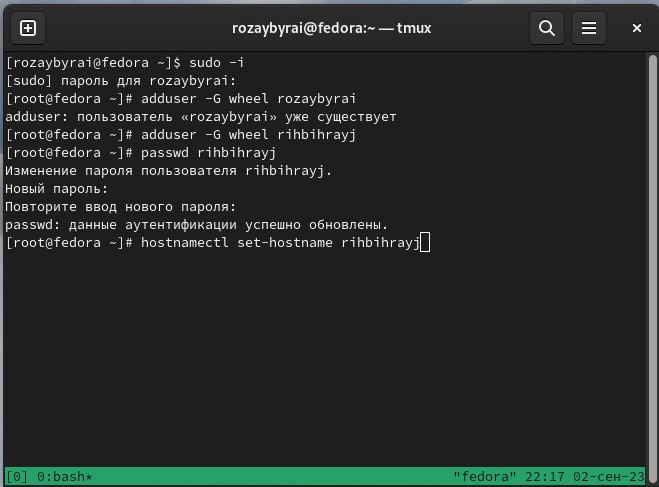 rozaybyrai@fedora:~ — tmux
[rozaybyrai@fedora ~]$ sudo -i
[sudo] пароль для rozaybyrai:
[root@fedora ~]# adduser -G wheel rozaybyrai
adduser: пользователь «rozaybyrai» уже существует
[root@fedora ~]# adduser -G wheel rihbihrayj
[root@fedora ~]# passwd rihbihrayj
Изменение пароля пользователя rihbihrayj.
Новый пароль:
Повторите ввод нового пароля:
passwd: данные аутентификации успешно обновлены.
[root@fedora ~]# hostnamectl set-hostname rihbihrayj
[0] 0:bash* "fedora" 22:17 02-сен-23